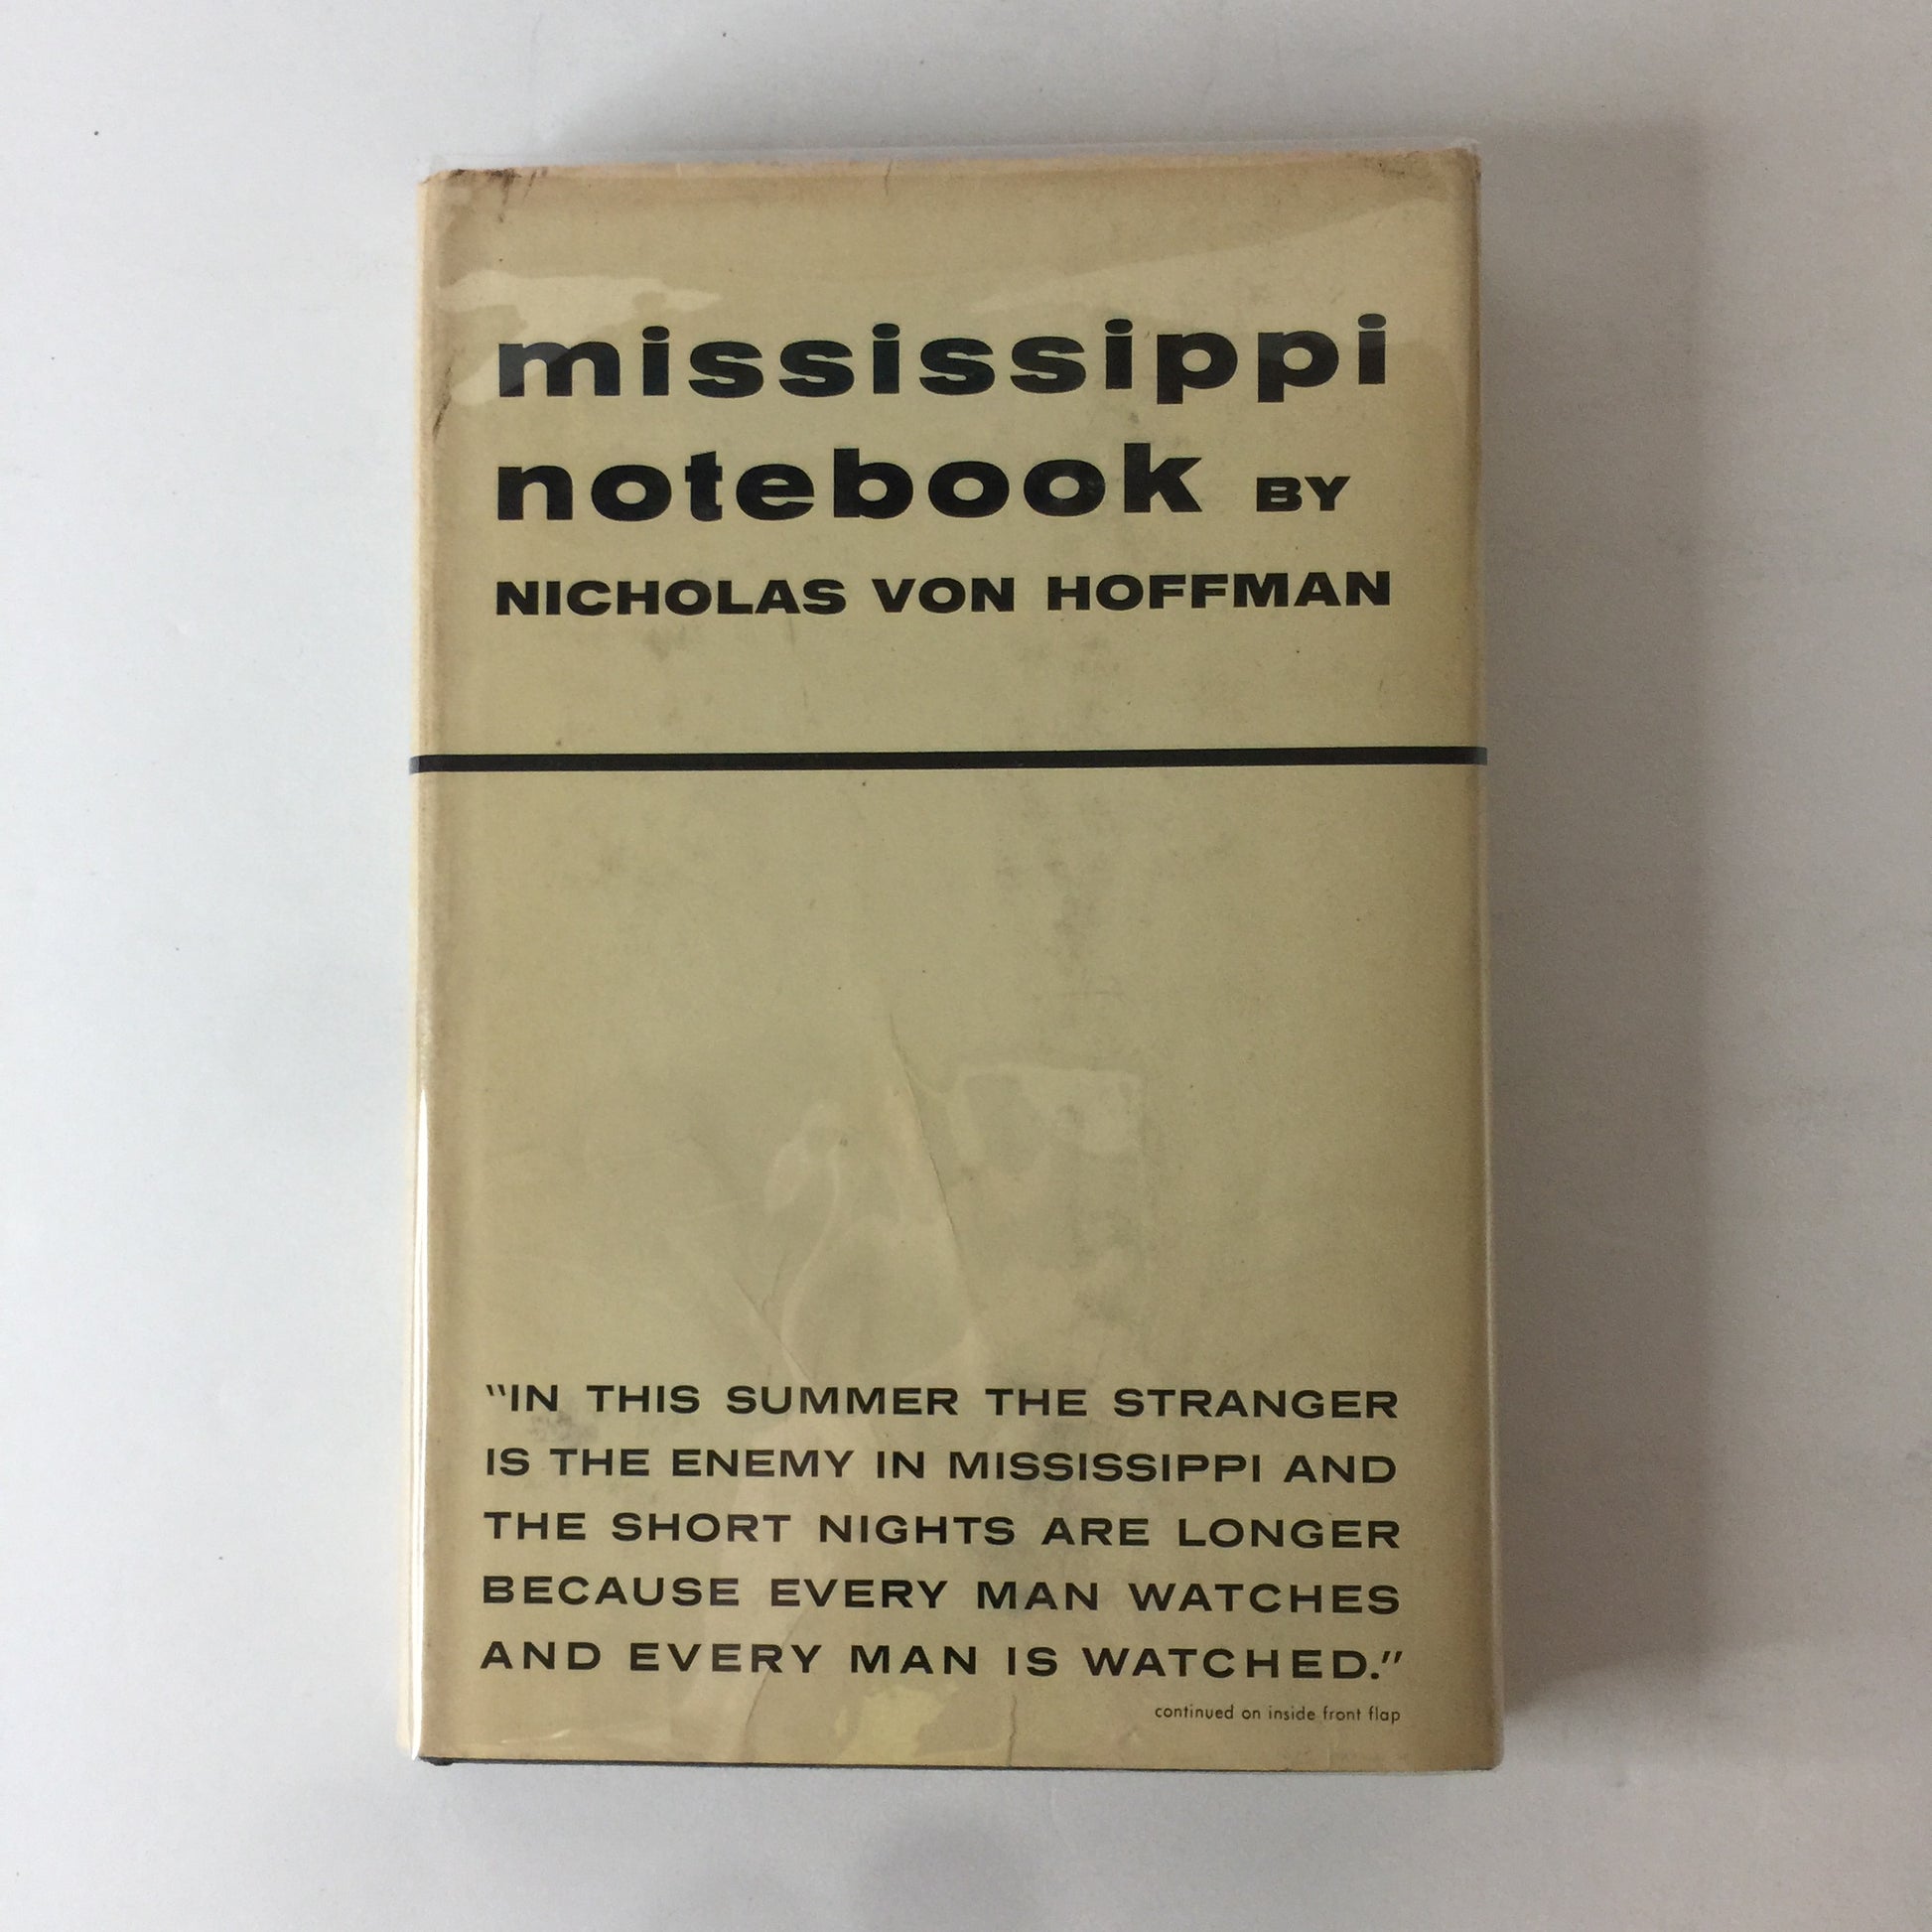 mississippi
notebook BY
NICHOLAS VON HOFFMAN
"IN THIS SUMMER THE STRANGER
IS THE ENEMY IN MISSISSIPPI AND
THE SHORT NIGHTS ARE LONGER
BECAUSE EVERY MAN WATCHES
AND EVERY MAN IS WATCHED."
continued on inside front flap